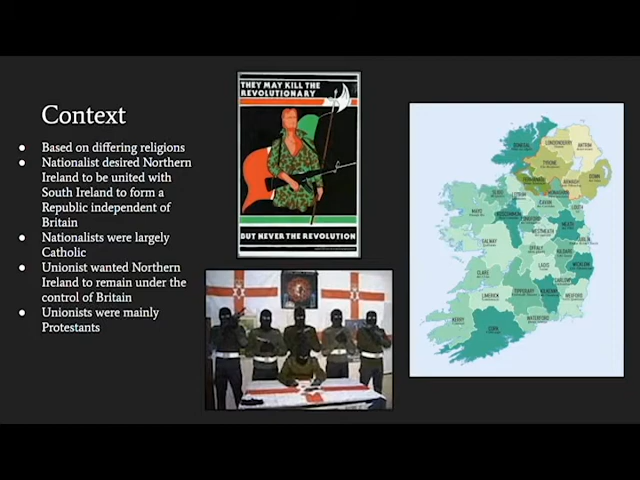 Context
Based on differing religions
Nationalist desired Northern
Ireland to be united with
South Ireland to form a
Republic independent of
Britain
Nationalists were largely
Catholic
Unionist wanted Northern
Ireland to remain under the
control of Britain
Unionists were mainly
Protestants
THEY MAY KILL THE
REVOLUTIONARY
BUT NEVER THE REVOLUTION
DONEGAL
LONDONDERRY
ANTRIM
TYRONE
DOWN
FERMANAGH
ARMAGH
MONAGHAN
SLIGO
LEITRIM
CAVAN
LOUTH
MAYO
ROSCOMMON
LONGFORD
MEATH
WESTMEATH
GALWAY
OFFALY
KILDARE
LAOIS
WICKLOW
CLARE
CARLOW
TIPPERARY
KILKENNY
LIMERICK
WEXFORD
KERRY
WATERFORD
CORK